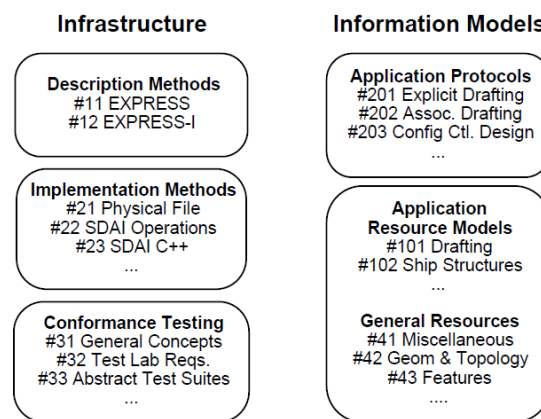 Infrastructure
Description Methods
#11 EXPRESS
#12 EXPRESS-I
Implementation Methods
#21 Physical File
#22 SDAI Operations
#23 SDAI C++
...
Conformance Testing
#31 General Concepts
#32 Test Lab Reqs.
#33 Abstract Test Suites
...
Information Models
Application Protocols
#201 Explicit Drafting
#202 Assoc. Drafting
#203 Config Ctl. Design
...
Application
Resource Models
#101 Drafting
#102 Ship Structures
...
General Resources
#41 Miscellaneous
#42 Geom & Topology
#43 Features
....